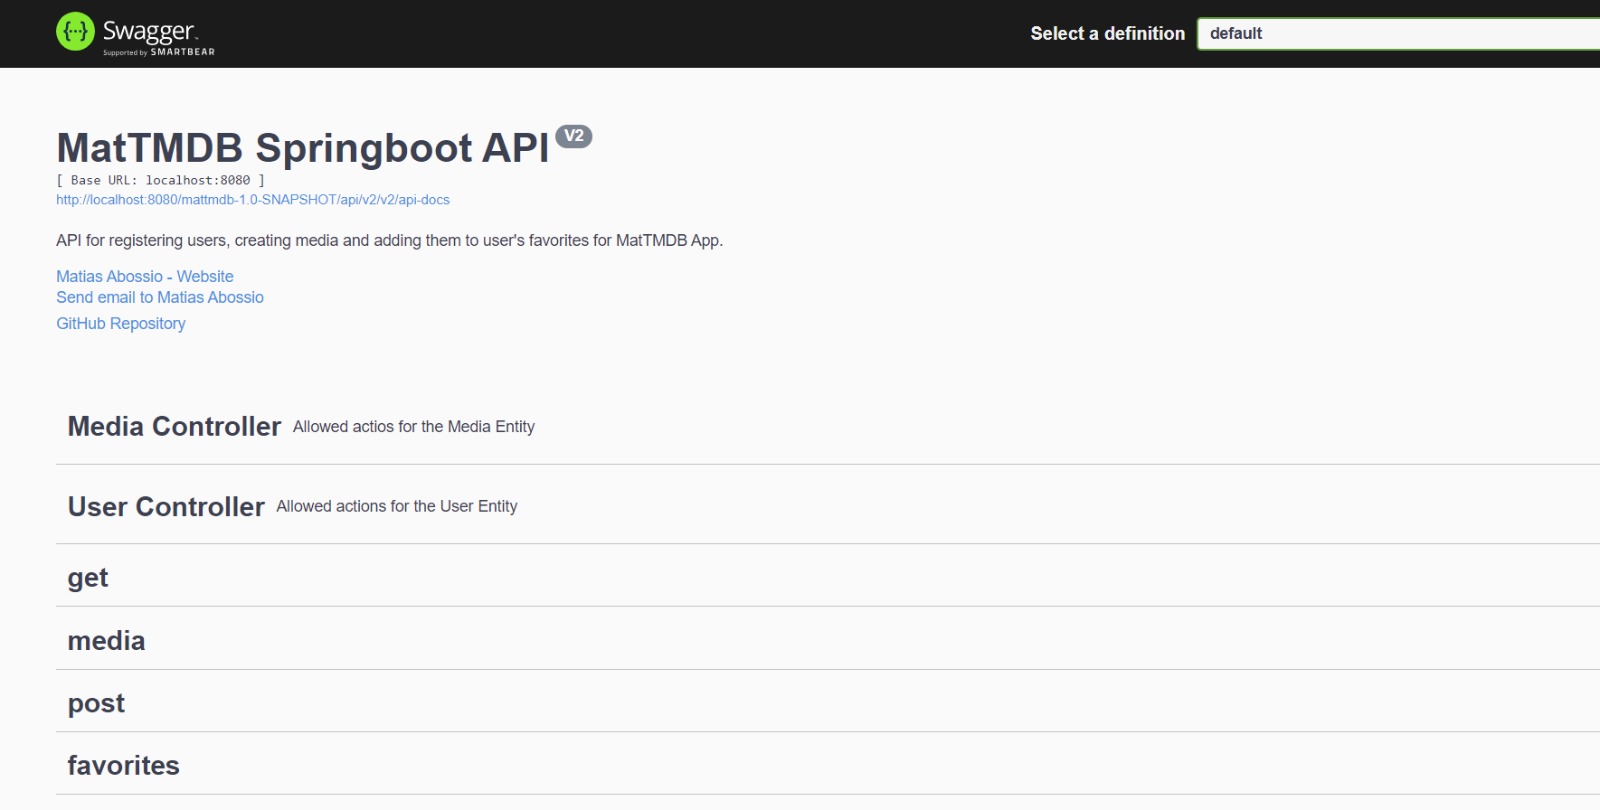 Swagger
Supported by SMARTBEAR
Select a definition
default
MatTMDB Springboot API V2
[ Base URL: localhost:8080 ]
http://localhost:8080/mattmdb-1.0-SNAPSHOT/api/v2/v2/api-docs
API for registering users, creating media and adding them to user's favorites for MatTMDB App.
Matias Abossio - Website
Send email to Matias Abossio
GitHub Repository
Media Controller Allowed actios for the Media Entity
User Controller Allowed actions for the User Entity
get
media
post
favorites